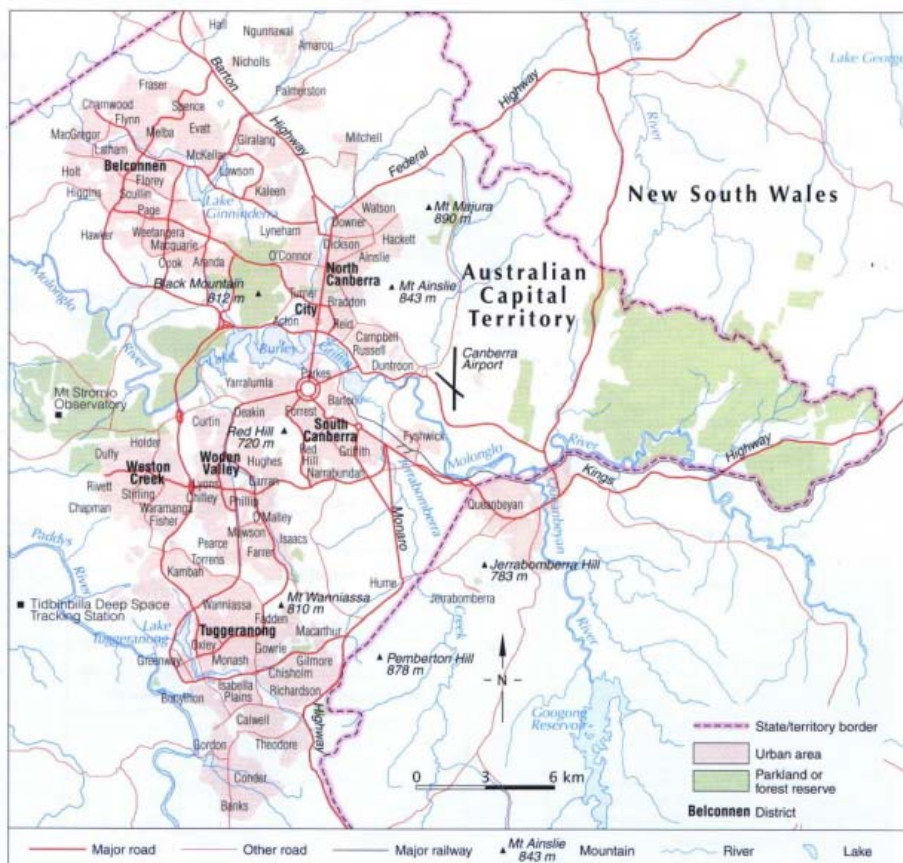 Hall
Ngunnawal
Amaroo
Nicholls
Barton
Highway
Palmerston
Fraser
Charnwood
Spence
Flynn
Evatt
MacGregor
Melba
Giralang
Mitchell
Latham
McKellar
Belconnen
Lawson
Holt
Florey
Higgins
Scullin
Kaleen
Page
Lake
Ginninderra
Hawker
Weetangera
Macquarie
Lyneham
Cook
Aranda
O'Connor
Black Mountain
812 m
Federal
Highway
Yass
River
Lake George
New South Wales
Mt Majura
890 m
Watson
Downer
Dickson
Hackett
Ainslie
North
Canberra
Mt Ainslie
843 m
Australian
Capital
Territory
Turner
Braddon
City
Acton
Reid
Campbell
Russell
Duntroon
Canberra
Airport
Molonglo
River
Lake
Burley
Griffin
Parkes
Yarralumla
Mt Stromlo
Observatory
Curtin
Deakin
Forrest
Barton
Red Hill
720 m
South
Canberra
Red
Hill
Griffith
Fyshwick
Narrabundah
Holder
Duffy
Weston
Creek
Woden
Valley
Hughes
Rivett
Stirling
Lyons
Garran
Chapman
Waramanga
Chifley
Phillip
Fisher
O'Malley
Mawson
Isaacs
Pearce
Farrer
Torrens
Kambah
Jerrabomberra
Creek
Monaro
Highway
Molonglo
River
Kings
Highway
Queanbeyan
Queanbeyan
River
Paddys
River
Tidbinbilla Deep Space
Tracking Station
Lake
Tuggeranong
Wanniassa
Mt Wanniassa
810 m
Fadden
Macarthur
Hume
Jerrabomberra Hill
783 m
Jerrabomberra
Tuggeranong
Oxley
Gowrie
Gilmore
Greenway
Monash
Chisholm
Isabella
Plains
Richardson
Bonython
Calwell
Gordon
Theodore
Conder
Banks
Pemberton Hill
878 m
N
Googong
Reservoir
0 3 6 km
State/territory border
Urban area
Parkland or
forest reserve
Belconnen District
Major road
Other road
Major railway
Mt Ainslie
843 m
Mountain
River
Lake